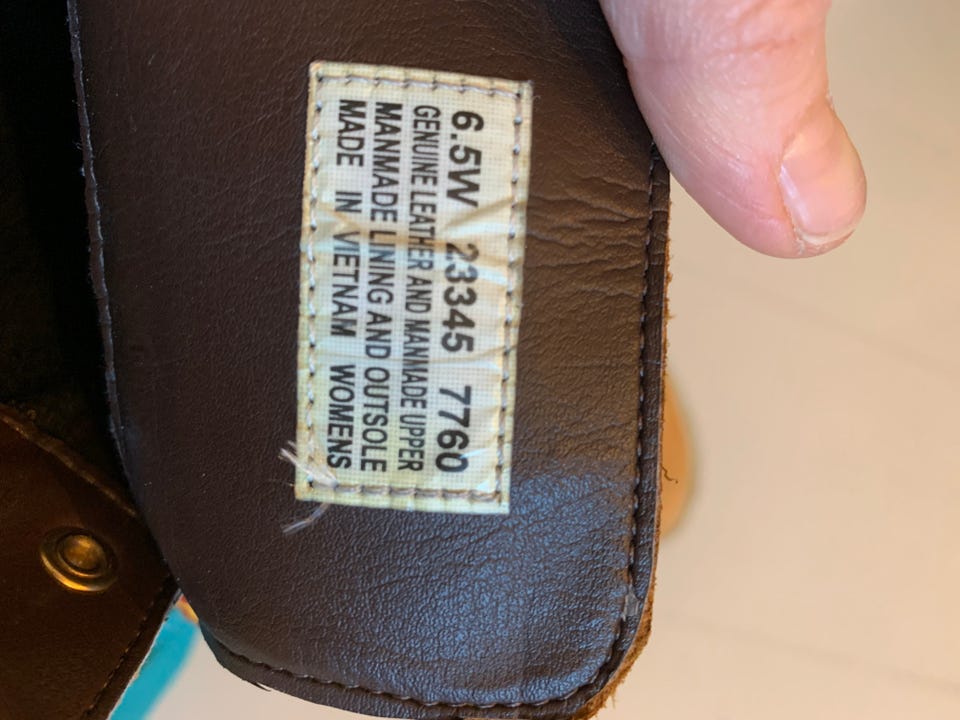 6.5W 23345 7760
GENUINE LEATHER AND MANMADE UPPER
MANMADE LINING AND OUTSOLE
MADE IN VIETNAM WOMENS